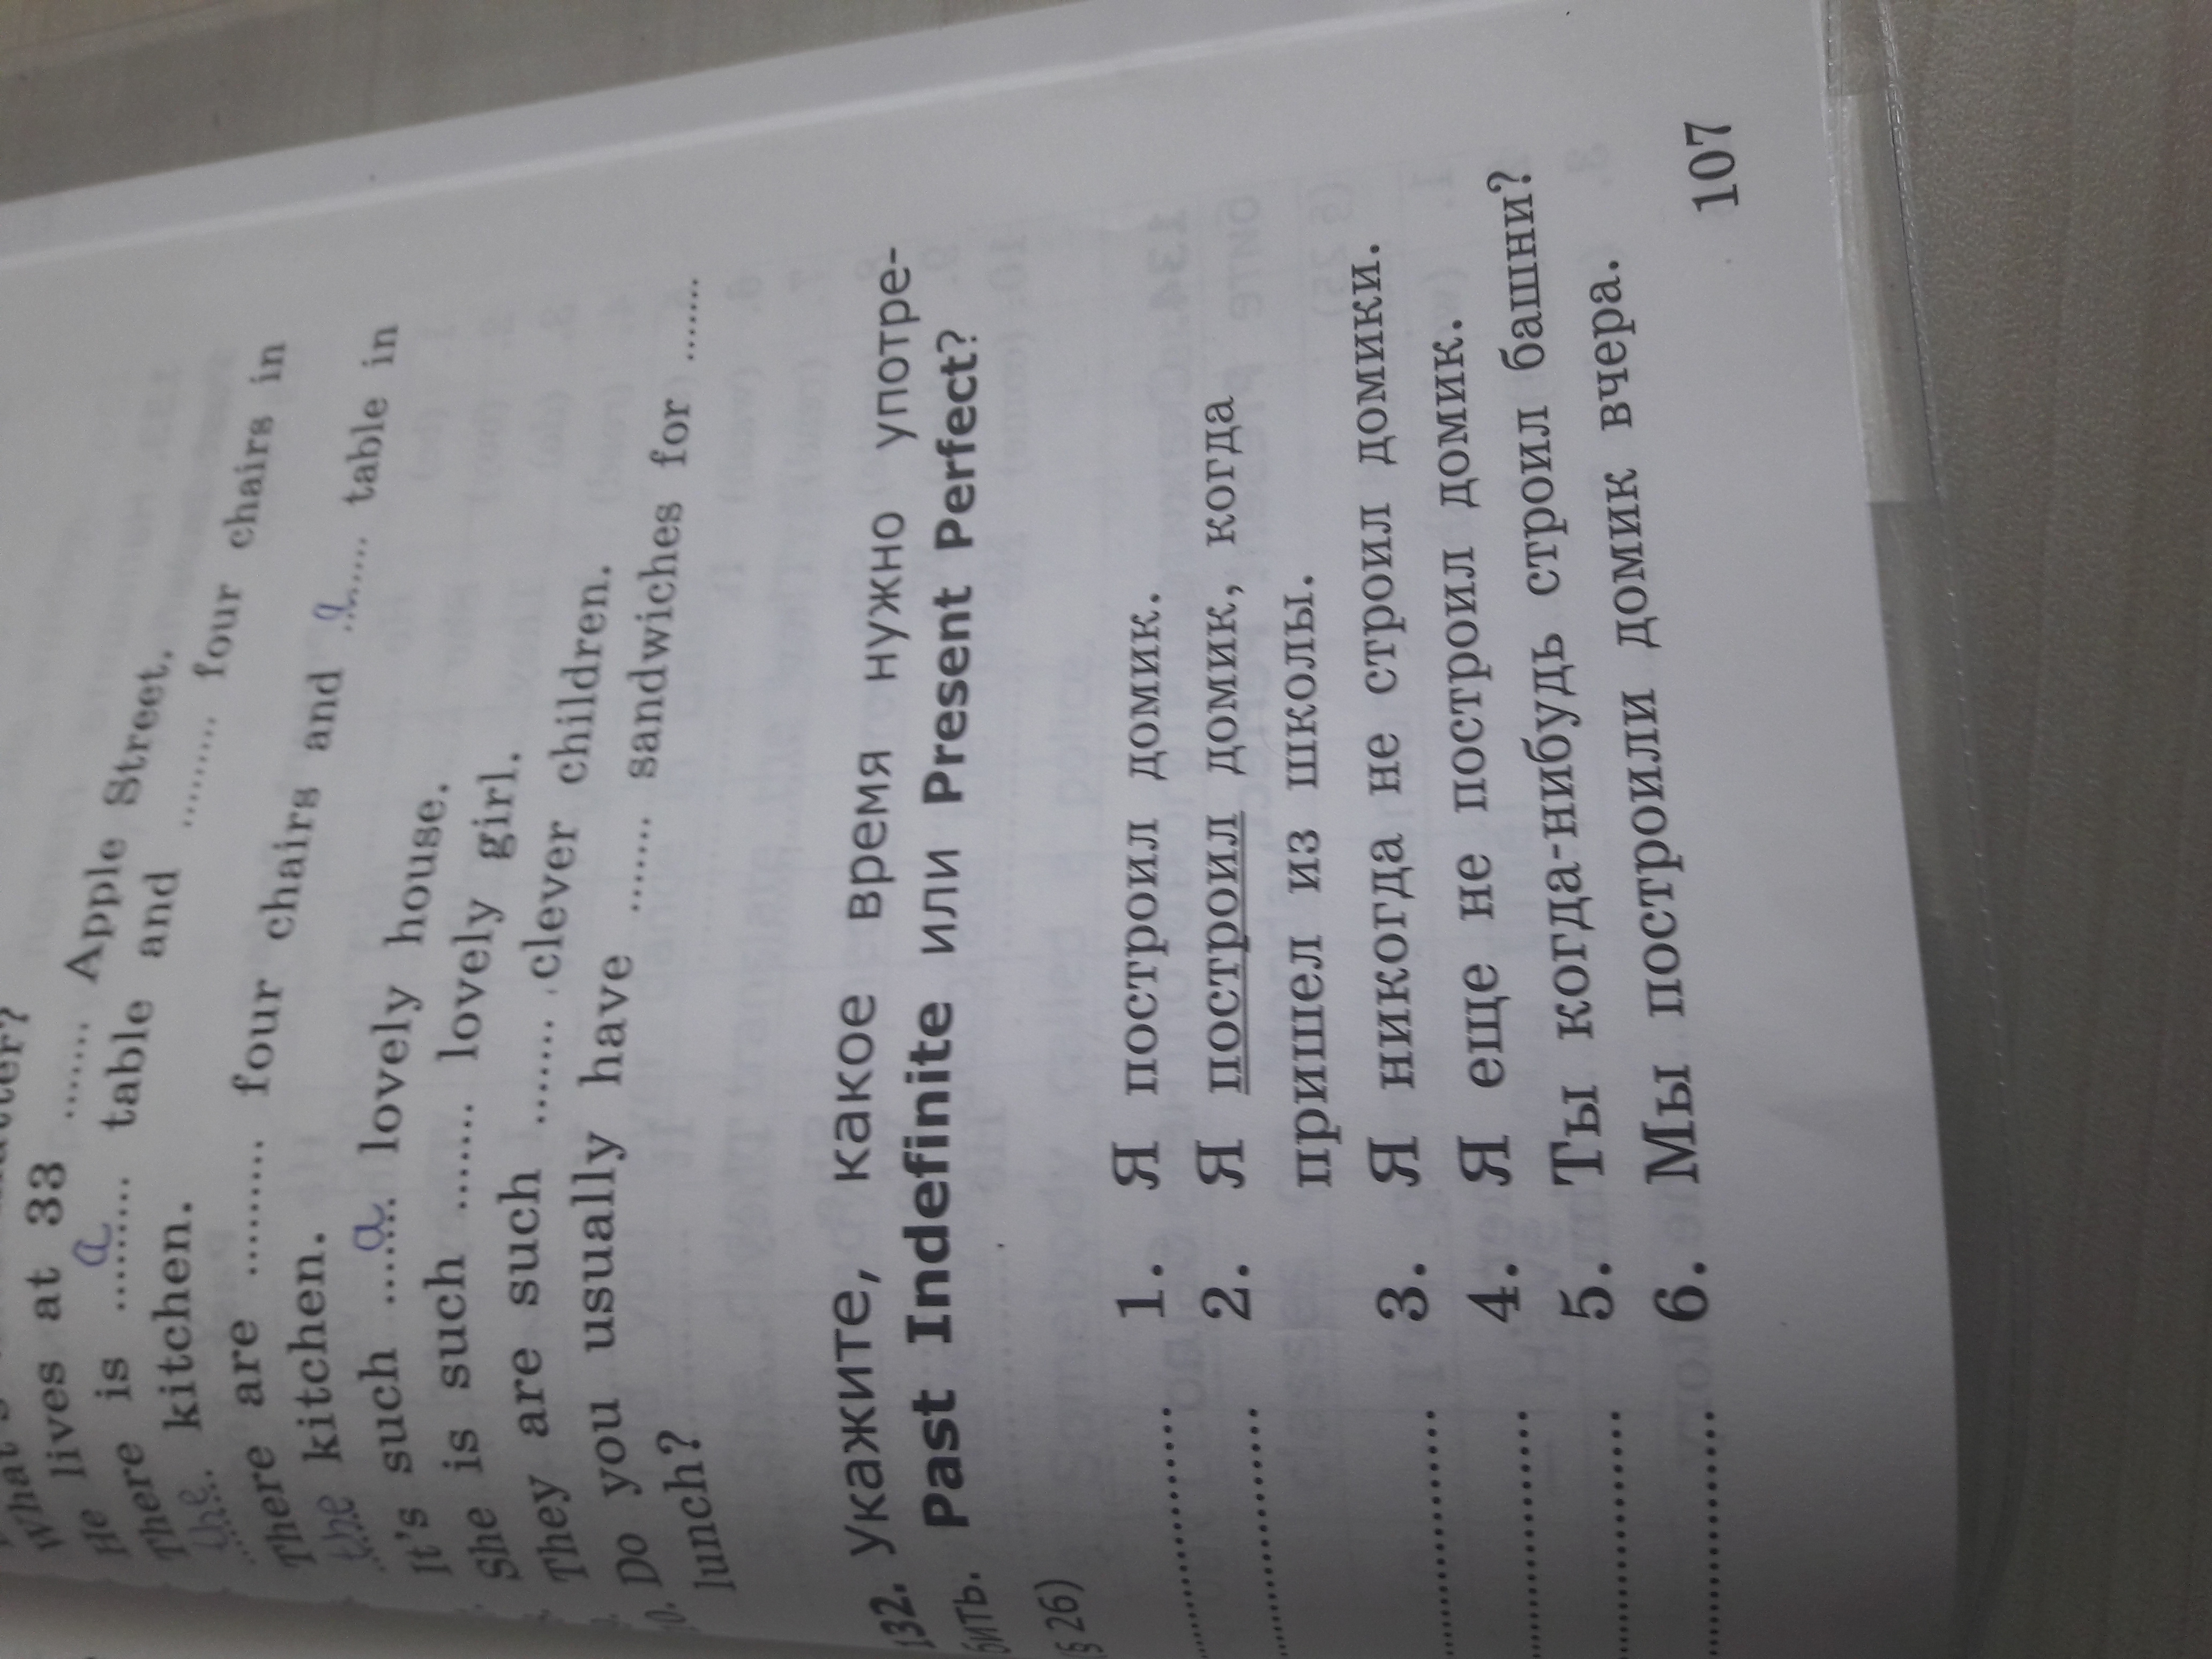 What's
He lives at 33 ........ Apple Street.
There is ...a..... table and ......... four chairs in
the kitchen.
There are ......... four chairs and ...a.... table in
the kitchen.
It's such ...a... lovely house.
She is such ....... lovely girl.
They are such ........ clever children.
Do you usually have ....... sandwiches for ......
lunch?
132. Укажите, какое время нужно употре-
бить. Past Indefinite или Present Perfect?
(§ 26)
.................. 1. Я построил домик.
.................. 2. Я построил домик, когда
пришел из школы.
.................. 3. Я никогда не строил домики.
.................. 4. Я еще не построил домик.
.................. 5. Ты когда-нибудь строил башни?
.................. 6. Мы построили домик вчера.
107